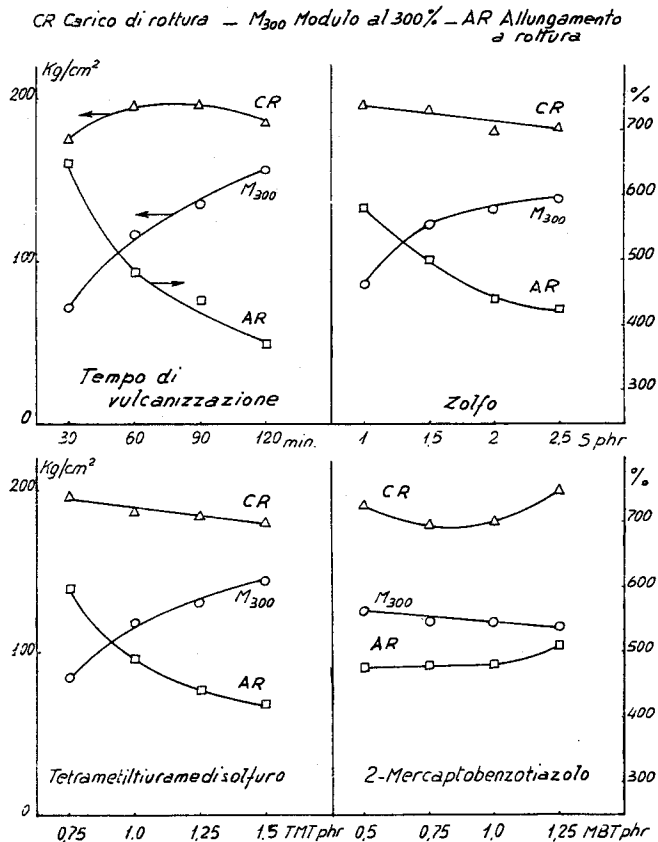 CR Carico di rottura – M300 Modulo al 300% – AR Allungamento
a rottura
Kg/cm²
200
100
0
CR
M300
AR
Tempo di
vulcanizzazione
30 60 90 120 min.
%
700
600
500
400
300
CR
M300
AR
Zolfo
1 1,5 2 2,5 S phr
Kg/cm²
200
100
0
CR
M300
AR
Tetrametiltiuramedisolfuro
0,75 1.0 1,25 1.5 TMT phr
%
700
600
500
400
300
CR
M300
AR
2-Mercaptobenzotiazolo
0,5 0,75 1.0 1,25 MBT phr